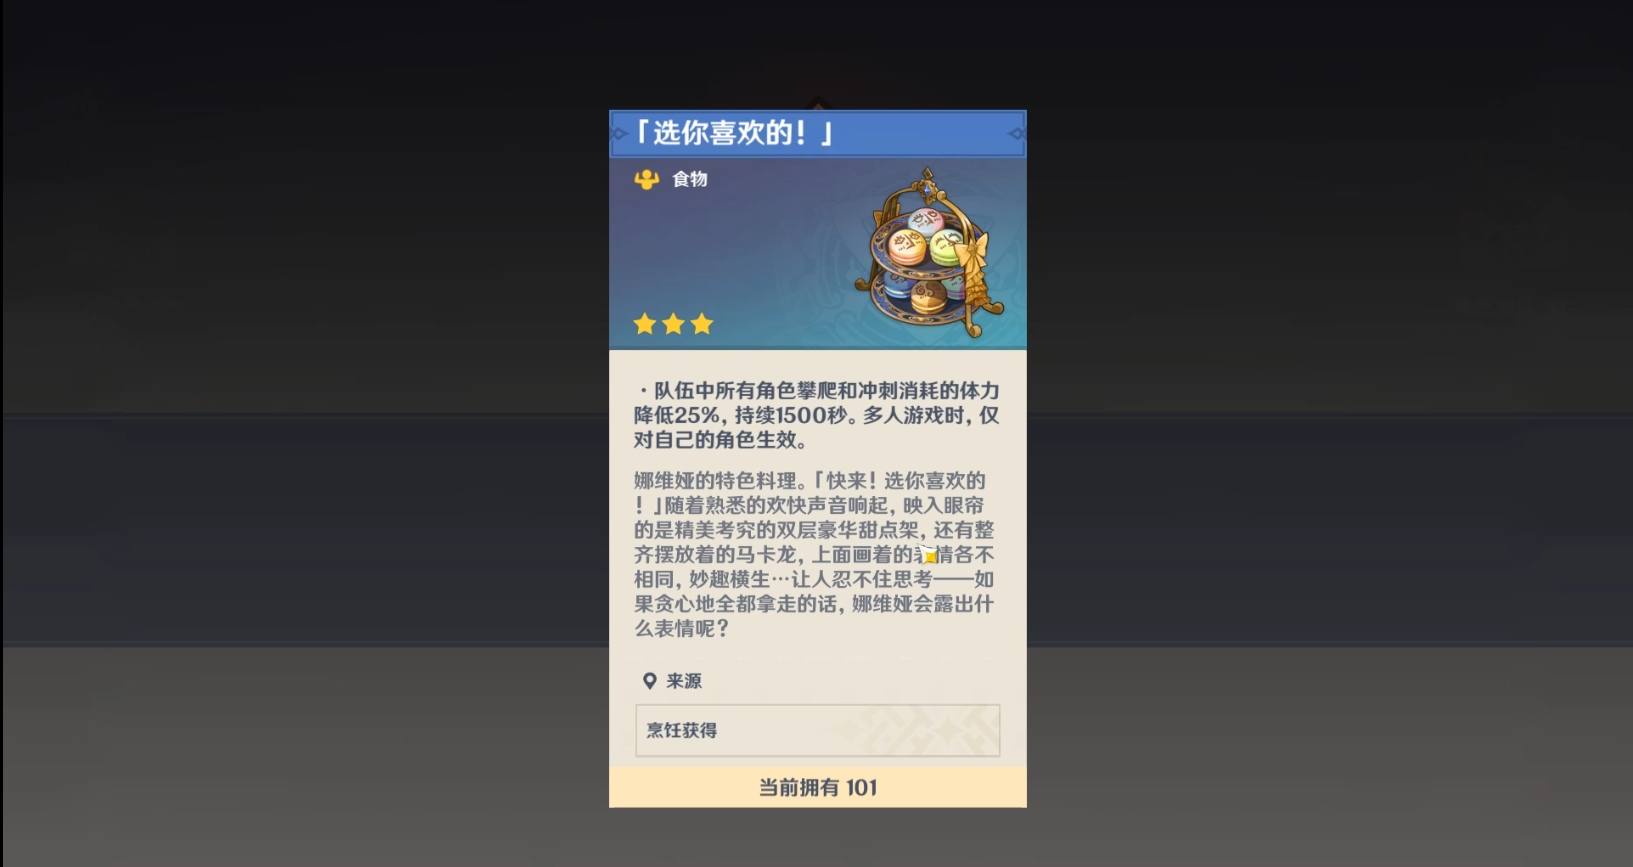 「选你喜欢的！」
食物
·队伍中所有角色攀爬和冲刺消耗的体力
降低25%，持续1500秒。多人游戏时，仅
对自己的角色生效。
娜维娅的特色料理。「快来！选你喜欢的
！」随着熟悉的欢快声音响起，映入眼帘
的是精美考究的双层豪华甜点架，还有整
齐摆放着的马卡龙，上面画着的表情各不
相同，妙趣横生…让人忍不住思考——如
果贪心地全都拿走的话，娜维娅会露出什
么表情呢？
来源
烹饪获得
当前拥有 101